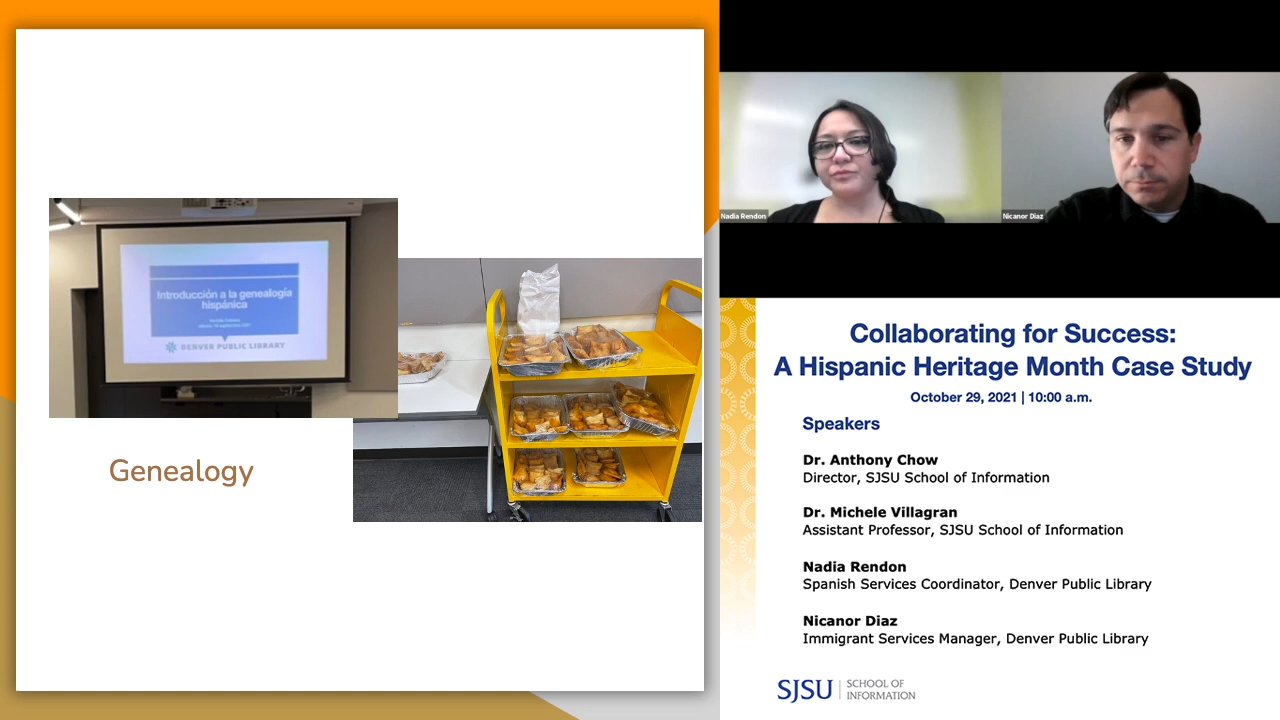 Introducción a la genealogía
hispánica
DENVER PUBLIC LIBRARY
Genealogy
Nadia Rendon
Nicanor Diaz
Collaborating for Success:
A Hispanic Heritage Month Case Study
October 29, 2021 | 10:00 a.m.
Speakers
Dr. Anthony Chow
Director, SJSU School of Information
Dr. Michele Villagran
Assistant Professor, SJSU School of Information
Nadia Rendon
Spanish Services Coordinator, Denver Public Library
Nicanor Diaz
Immigrant Services Manager, Denver Public Library
SJSU | SCHOOL OF
INFORMATION